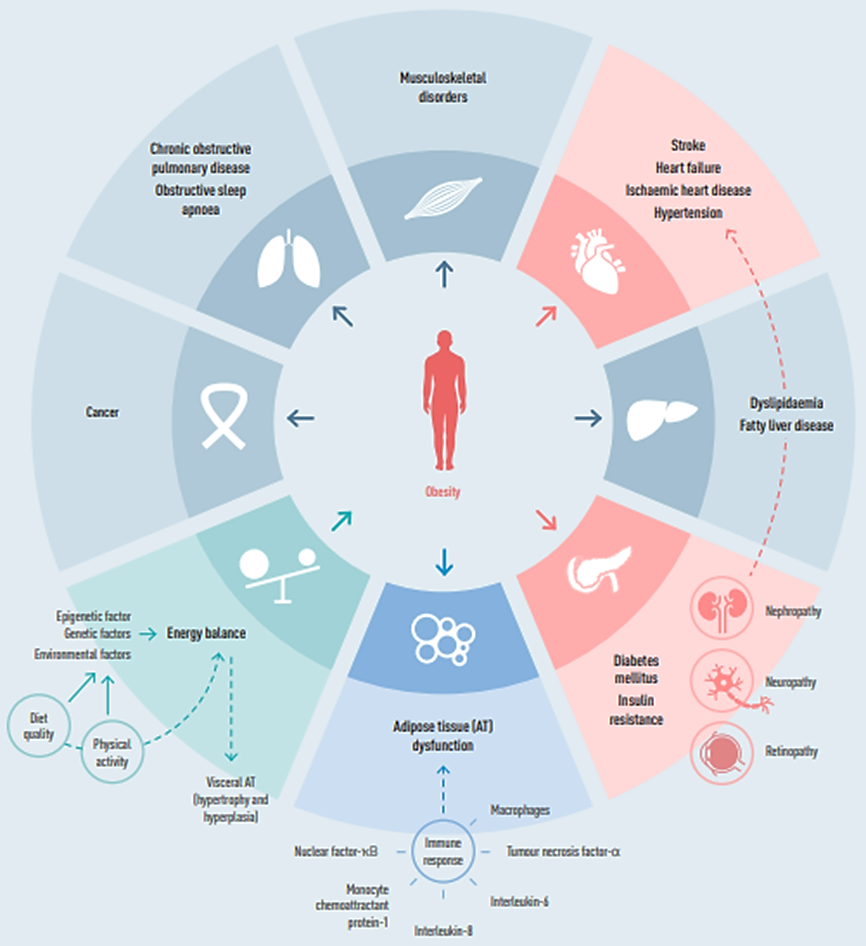 Musculoskeletal
disorders
Chronic obstructive
pulmonary disease
Obstructive sleep
apnoea
Stroke
Heart failure
Ischaemic heart disease
Hypertension
Cancer
Dyslipidaemia
Fatty liver disease
Obesity
Epigenetic factor
Genetic factors
Environmental factors
Energy balance
Diet
quality
Physical
activity
Visceral AT
(hypertrophy and
hyperplasia)
Adipose tissue (AT)
dysfunction
Diabetes
mellitus
Insulin
resistance
Nephropathy
Neuropathy
Retinopathy
Macrophages
Nuclear factor-κB
Immune
response
Tumour necrosis factor-α
Monocyte
chemoattractant
protein-1
Interleukin-6
Interleukin-8